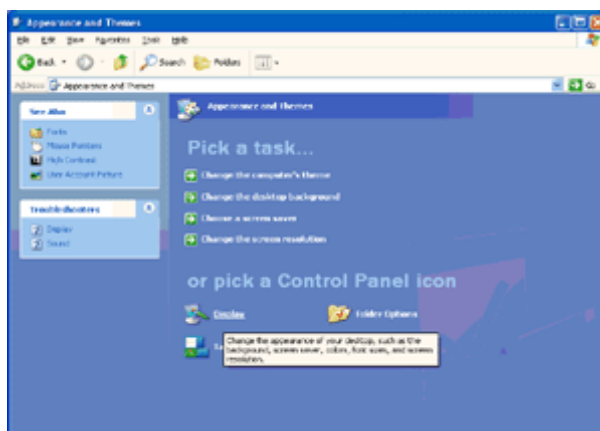 Appearance and Themes
File Edit View Favorites Tools Help
Back Search Folders
Address Appearance and Themes Go
See Also
Fonts
Mouse Pointers
High Contrast
User Account Picture
Troubleshooters
Display
Sound
Appearance and Themes
Pick a task...
Change the computer's theme
Change the desktop background
Choose a screen saver
Change the screen resolution
or pick a Control Panel icon
Display Folder Options
Change the appearance of your desktop, such as the
background, screen saver, colors, font sizes, and screen
resolution.